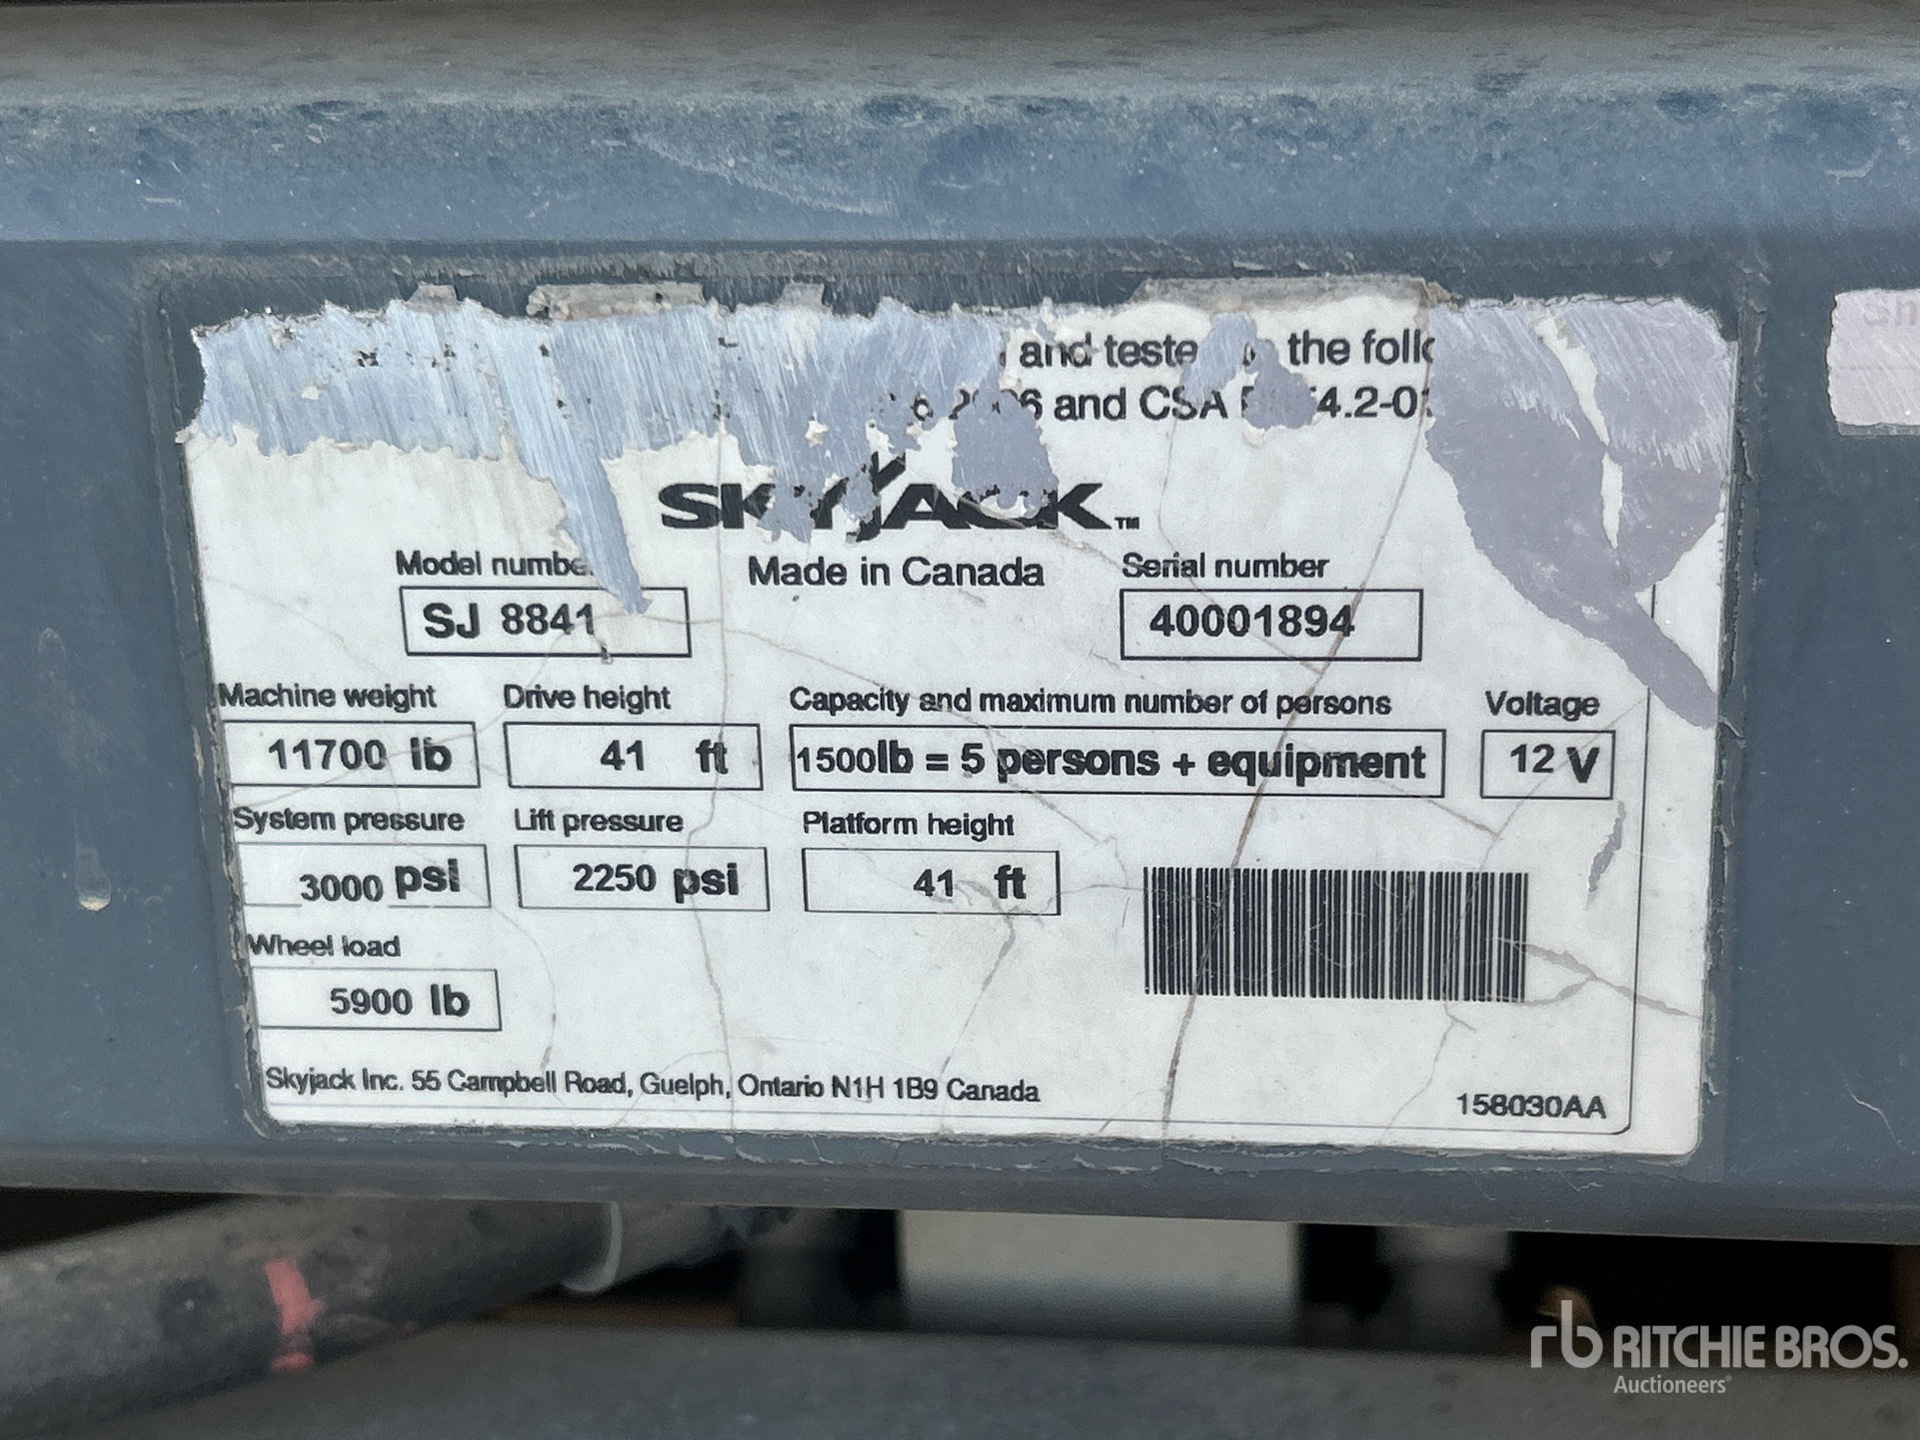 and the
and CSA
SKYJACK™
Model number
Made in Canada
Serial number
SJ 8841
40001894
Machine weight
Drive height
Capacity and maximum number of persons
Voltage
11700 lb
41 ft
1500lb = 5 persons + equipment
12 V
System pressure
Lift pressure
Platform height
3000 psi
2250 psi
41 ft
Wheel load
5900 lb
Skyjack Inc. 55 Campbell Road, Guelph, Ontario N1H 1B9 Canada
158030AA
rb RITCHIE BROS.
Auctioneers